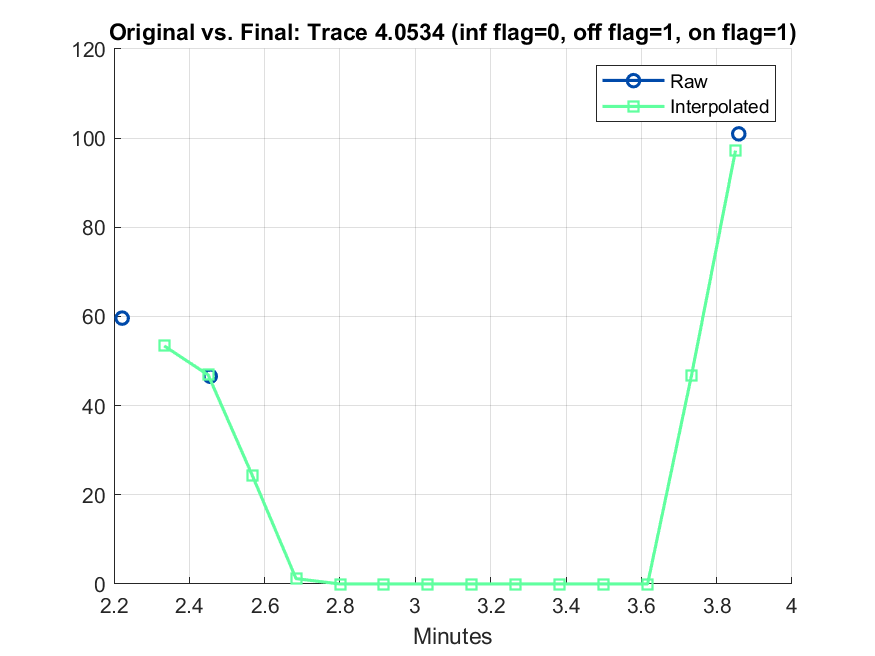 Original vs. Final: Trace 4.0534 (inf flag=0, off flag=1, on flag=1)
120
100
80
60
40
20
0
Raw
Interpolated
2.2 2.4 2.6 2.8 3 3.2 3.4 3.6 3.8 4
Minutes